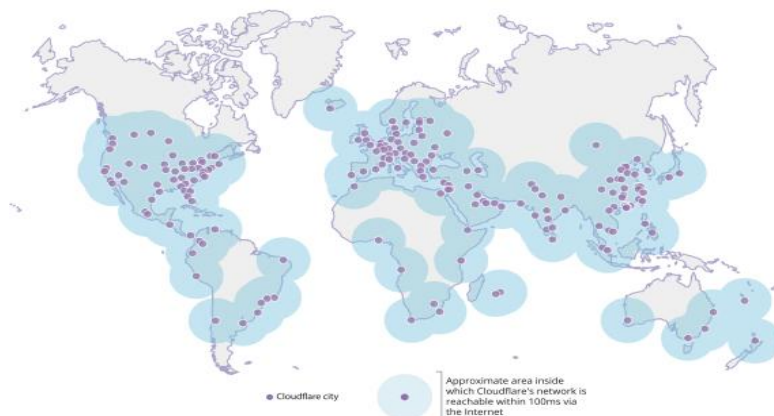 Cloudflare city
Approximate area inside
which Cloudflare's network is
reachable within 100ms via
the Internet